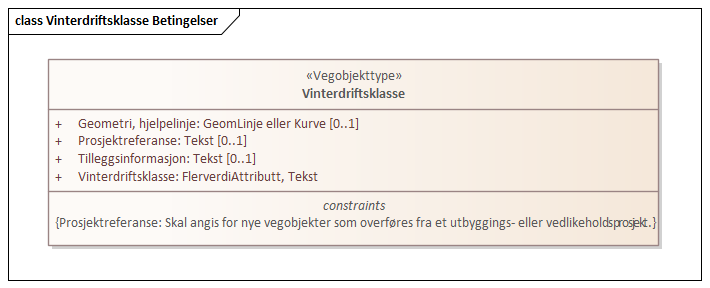 class Vinterdriftsklasse Betingelser
«Vegobjekttype»
Vinterdriftsklasse
+ Geometri, hjelpelinje: GeomLinje eller Kurve [0..1]
+ Prosjektreferanse: Tekst [0..1]
+ Tilleggsinformasjon: Tekst [0..1]
+ Vinterdriftsklasse: FlerverdiAttributt, Tekst
constraints
{Prosjektreferanse: Skal angis for nye vegobjekter som overføres fra et utbyggings- eller vedlikeholdsprosjekt.}